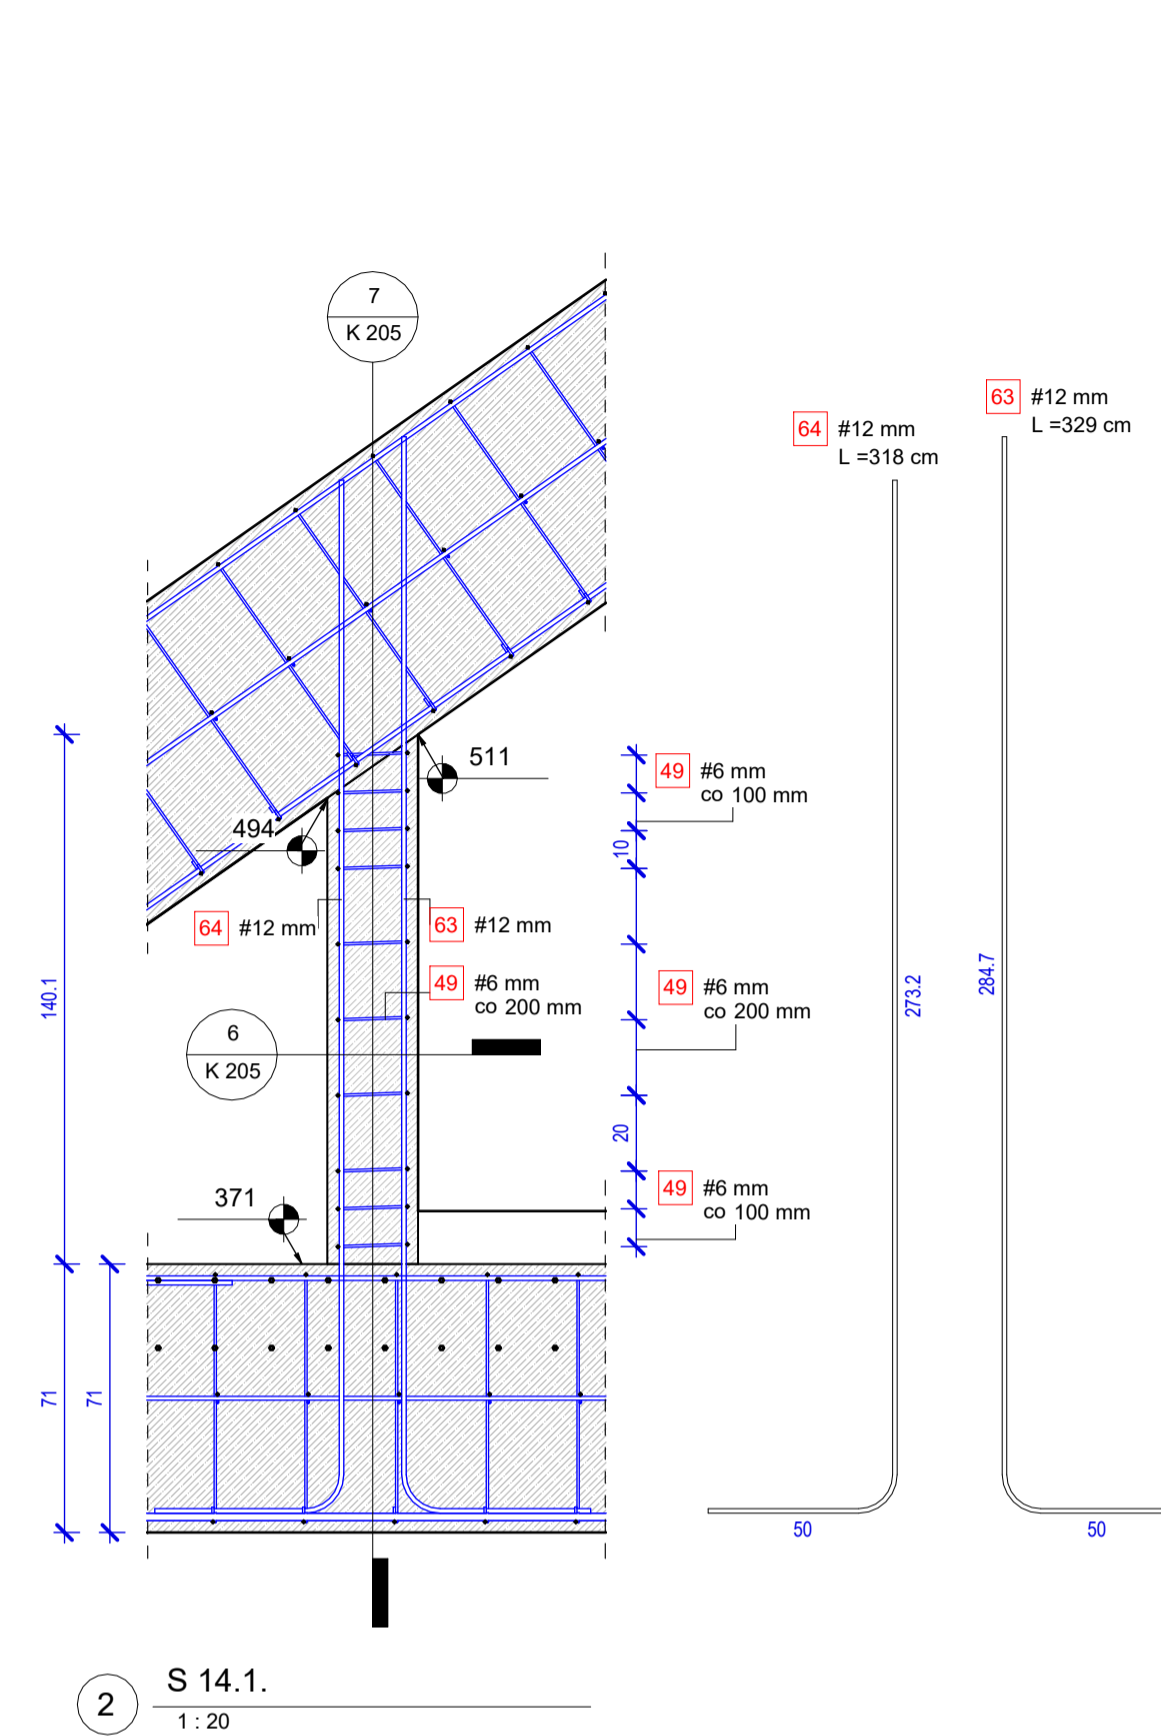 7
K 205
63 #12 mm
L =329 cm
64 #12 mm
L =318 cm
511
49 #6 mm
co 100 mm
494
10
64 #12 mm
63 #12 mm
140.1
49 #6 mm
co 200 mm
49 #6 mm
co 200 mm
273.2
284.7
6
K 205
20
371
49 #6 mm
co 100 mm
71
71
50
50
2
S 14.1.
1 : 20